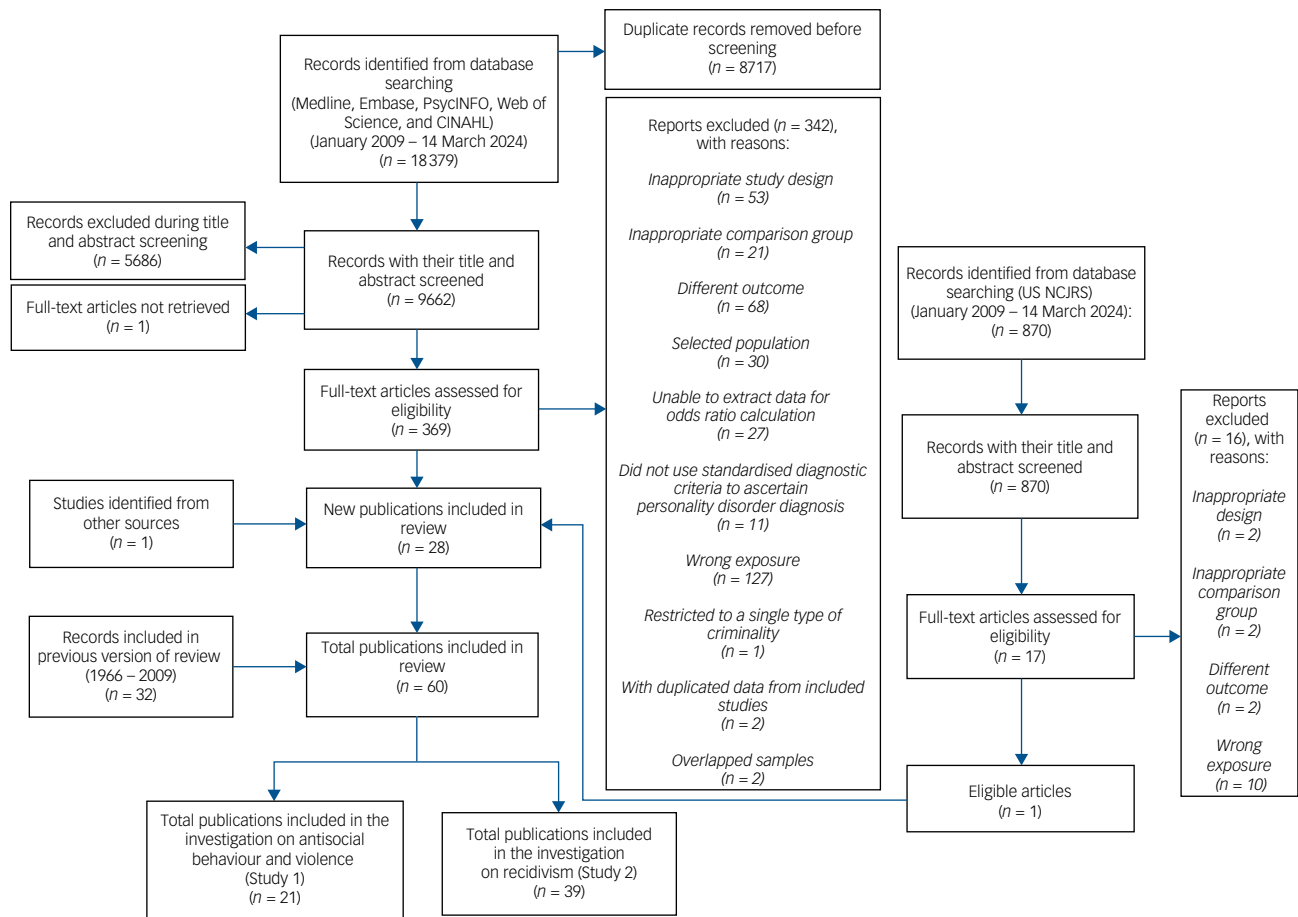 Records identified from database
searching
(Medline, Embase, PsycINFO, Web of
Science, and CINAHL)
(January 2009 – 14 March 2024)
(n = 18379)
Duplicate records removed before
screening
(n = 8717)
Records excluded during title
and abstract screening
(n = 5686)
Full-text articles not retrieved
(n = 1)
Records with their title and
abstract screened
(n = 9662)
Full-text articles assessed for
eligibility
(n = 369)
Reports excluded (n = 342),
with reasons:
Inappropriate study design
(n = 53)
Inappropriate comparison group
(n = 21)
Different outcome
(n = 68)
Selected population
(n = 30)
Unable to extract data for
odds ratio calculation
(n = 27)
Did not use standardised diagnostic
criteria to ascertain
personality disorder diagnosis
(n = 11)
Wrong exposure
(n = 127)
Restricted to a single type of
criminality
(n = 1)
With duplicated data from included
studies
(n = 2)
Overlapped samples
(n = 2)
Studies identified from
other sources
(n = 1)
New publications included in
review
(n = 28)
Records included in
previous version of review
(1966 – 2009)
(n = 32)
Total publications included in
review
(n = 60)
Total publications included in the
investigation on antisocial
behaviour and violence
(Study 1)
(n = 21)
Total publications included
in the investigation
on recidivism (Study 2)
(n = 39)
Records identified from database
searching (US NCJRS)
(January 2009 – 14 March 2024):
(n = 870)
Records with their title and
abstract screened
(n = 870)
Full-text articles assessed for
eligibility
(n = 17)
Reports
excluded
(n = 16), with
reasons:
Inappropriate
design
(n = 2)
Inappropriate
comparison
group
(n = 2)
Different
outcome
(n = 2)
Wrong
exposure
(n = 10)
Eligible articles
(n = 1)